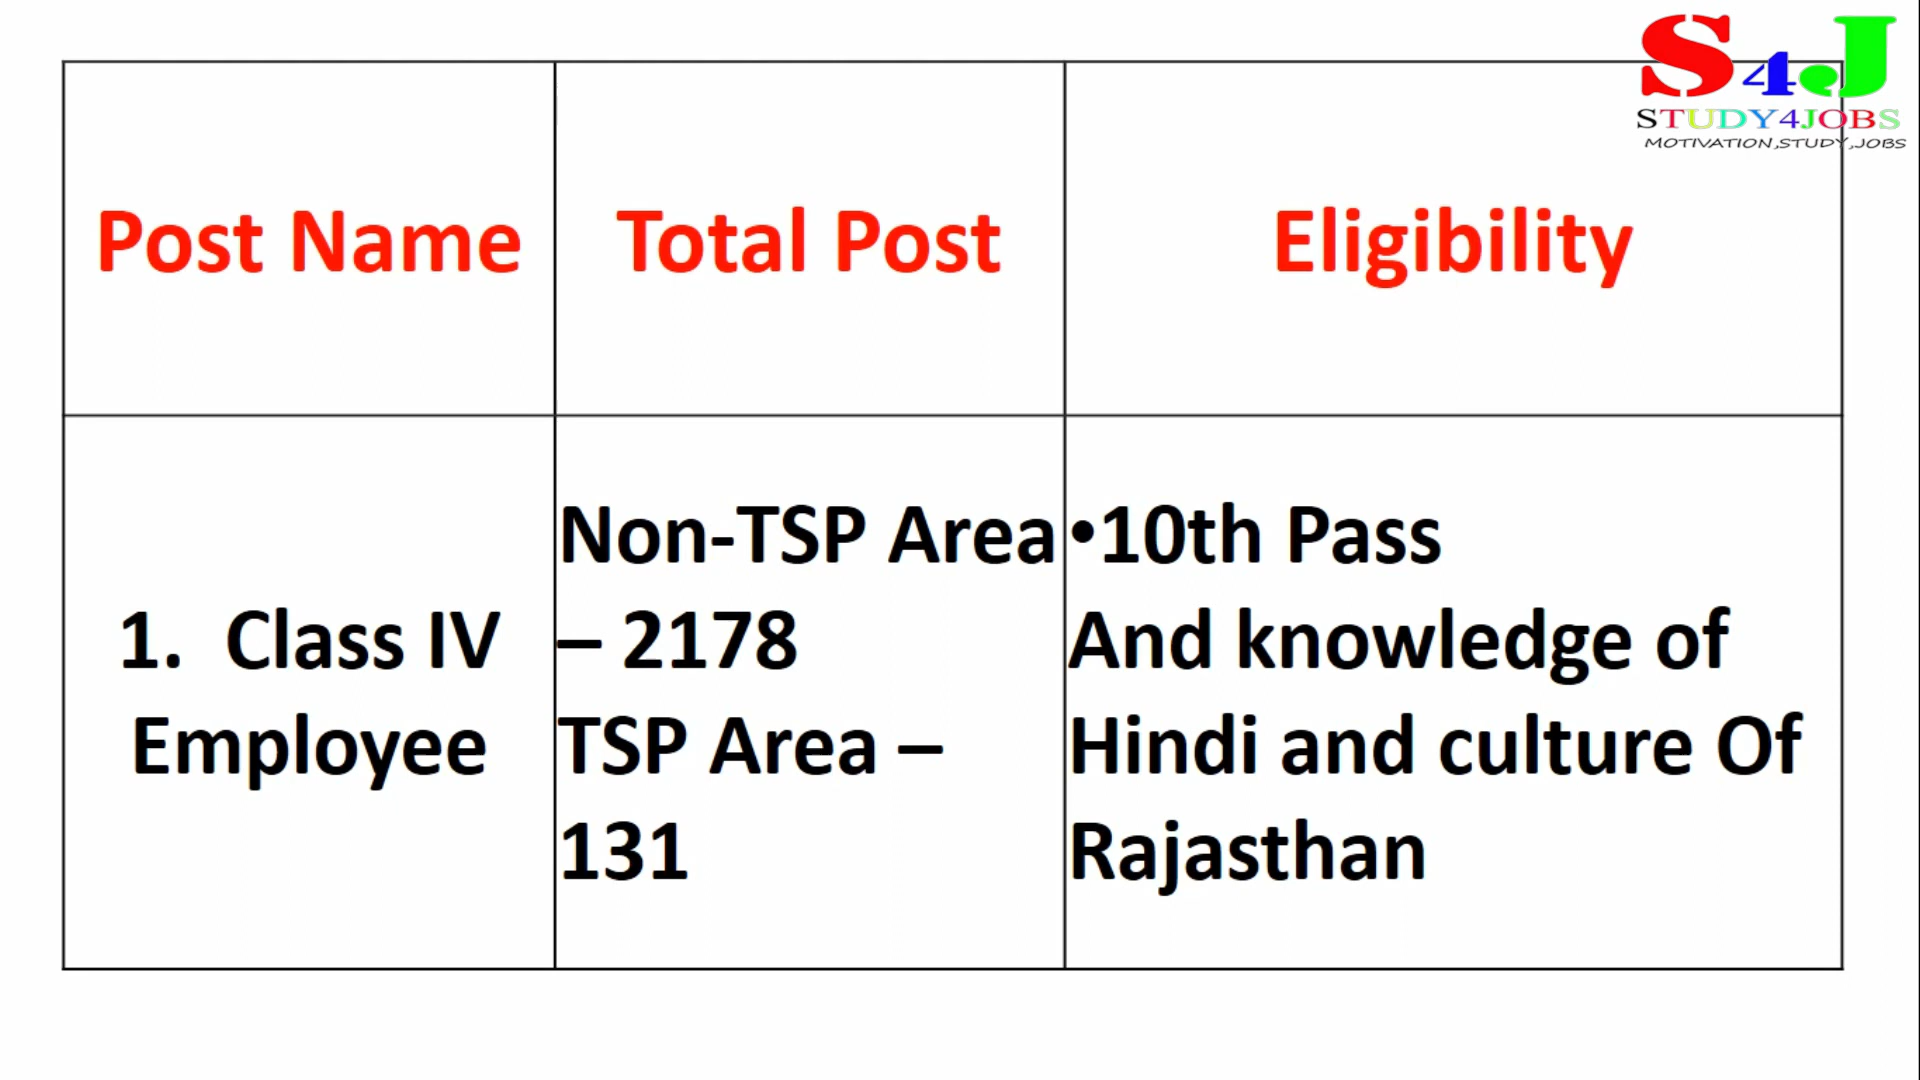 S4J
STUDY4JOBS
MOTIVATION,STUDY,JOBS
Post Name
Total Post
Eligibility
1. Class IV
Employee
Non-TSP Area
– 2178
TSP Area –
131
•10th Pass
And knowledge of
Hindi and culture Of
Rajasthan